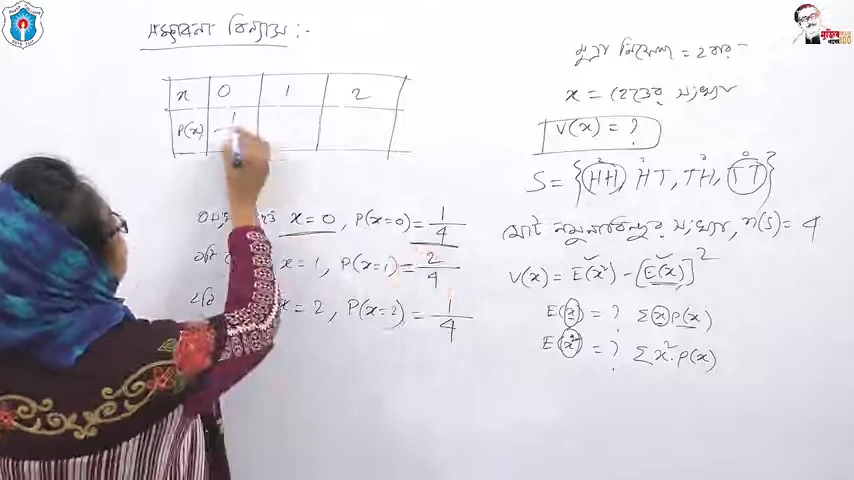 সম্ভাবনা বিন্যাস :-
x 0 1 2
P(x) 1
x = 0, P(x=0) = 1/4
x = 1, P(x=1) = 2/4
x = 2, P(x=2) = 1/4
মুদ্রা নিক্ষেপ = 2 বার
x = হেডের সংখ্যা
V(x) = ?
S = {HH, HT, TH, TT}
মোট নমুনাবিন্দুর সংখ্যা, n(S) = 4
V(x) = E(x²) - [E(x)]²
E(x) = ? Σxp(x)
E(x²) = ? Σx².p(x)